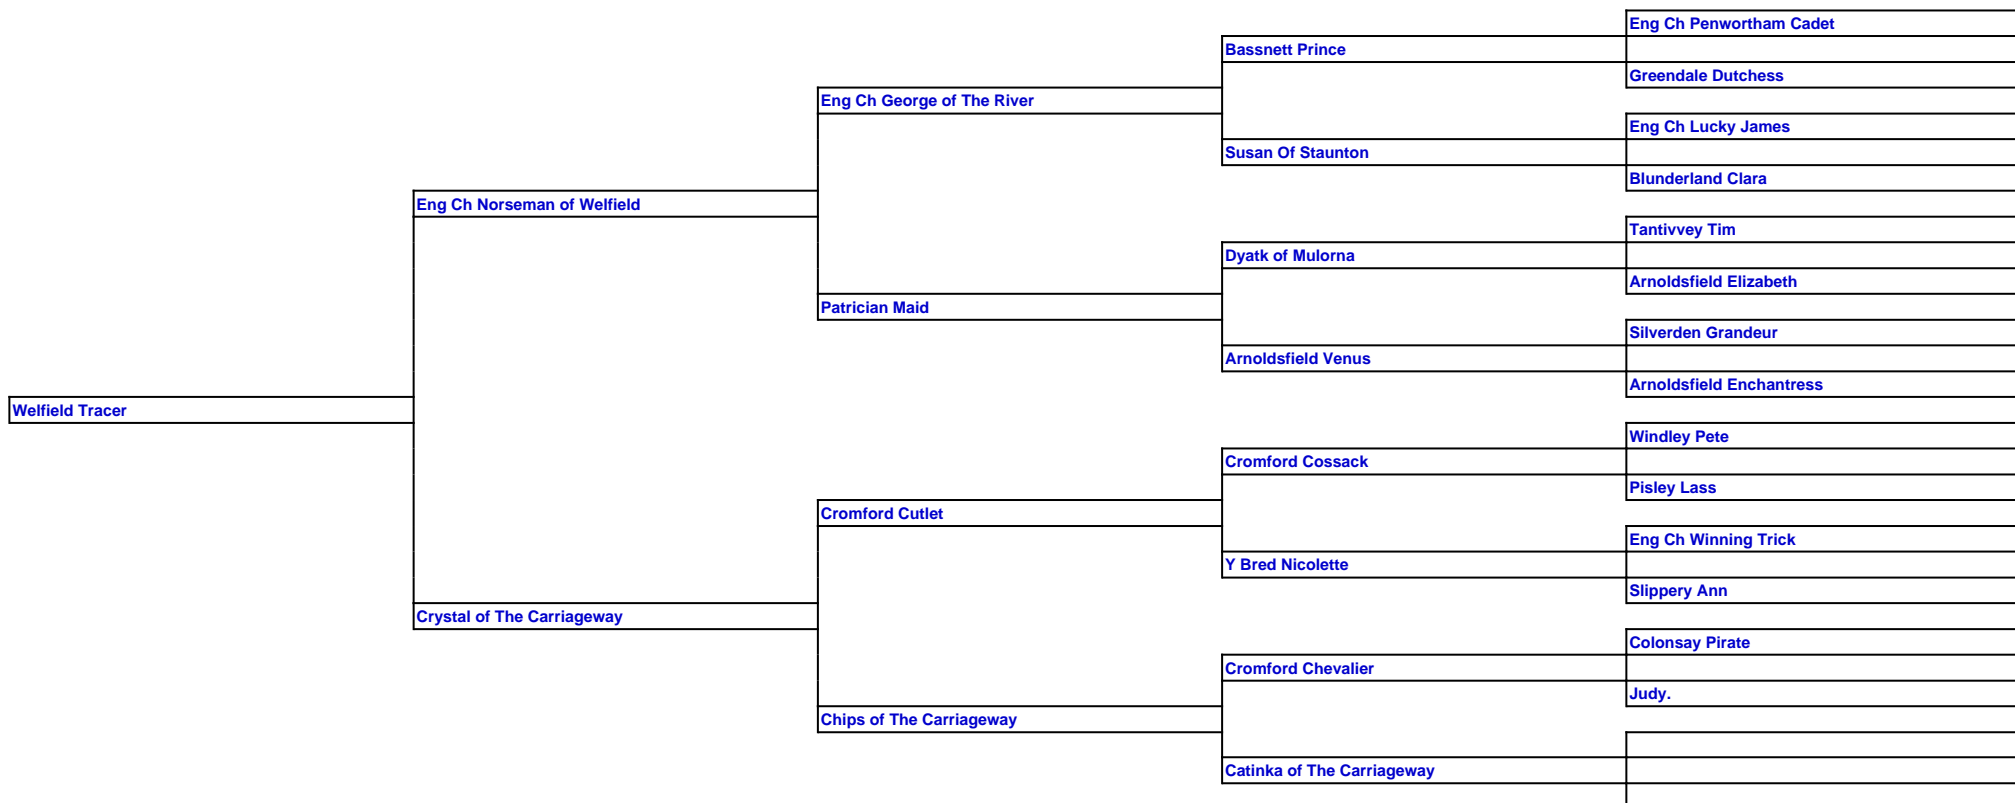 Eng Ch Penwortham Cadet
Bassnett Prince
Greendale Dutchess
Eng Ch George of The River
Eng Ch Lucky James
Susan Of Staunton
Blunderland Clara
Eng Ch Norseman of Welfield
Tantivvey Tim
Dyatk of Mulorna
Arnoldsfield Elizabeth
Patrician Maid
Silverden Grandeur
Arnoldsfield Venus
Arnoldsfield Enchantress
Welfield Tracer
Windley Pete
Cromford Cossack
Pisley Lass
Cromford Cutlet
Eng Ch Winning Trick
Y Bred Nicolette
Slippery Ann
Crystal of The Carriageway
Colonsay Pirate
Cromford Chevalier
Judy.
Chips of The Carriageway
Catinka of The Carriageway